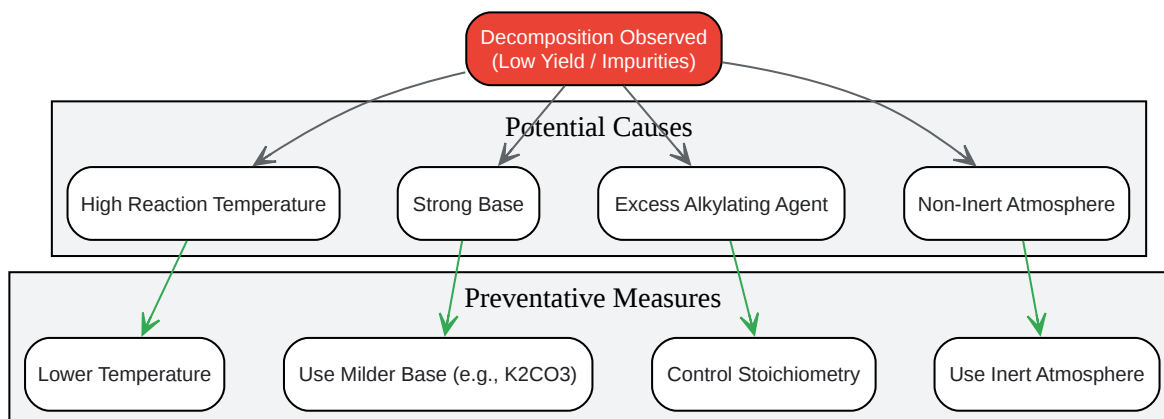 Decomposition Observed
(Low Yield / Impurities)
Potential Causes
High Reaction Temperature
Strong Base
Excess Alkylating Agent
Non-Inert Atmosphere
Preventative Measures
Lower Temperature
Use Milder Base (e.g., K2CO3)
Control Stoichiometry
Use Inert Atmosphere